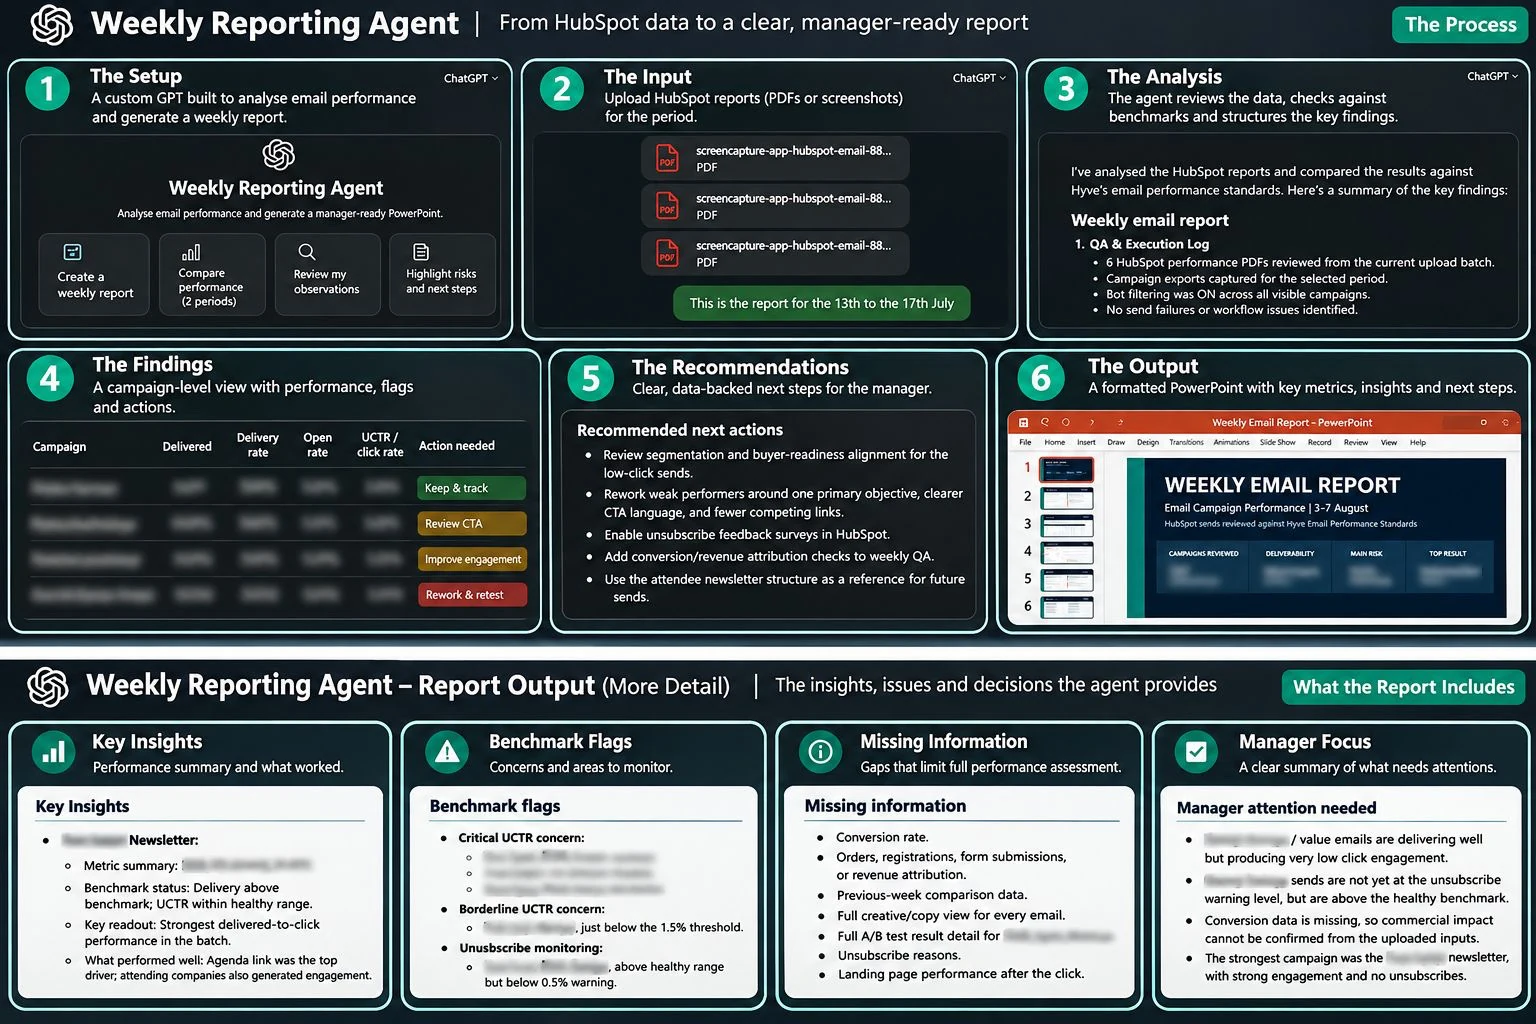 Weekly Reporting Agent | From HubSpot data to a clear, manager-ready report
The Process
1
The Setup
ChatGPT
A custom GPT built to analyse email performance
and generate a weekly report.
Weekly Reporting Agent
Analyse email performance and generate a manager-ready PowerPoint.
Create a
weekly report
Compare
performance
(2 periods)
Review my
observations
Highlight risks
and next steps
2
The Input
ChatGPT
Upload HubSpot reports (PDFs or screenshots)
for the period.
PDF
screencapture-app-hubspot-email-88...
PDF
PDF
screencapture-app-hubspot-email-88...
PDF
PDF
screencapture-app-hubspot-email-88...
PDF
This is the report for the 13th to the 17th July
3
The Analysis
ChatGPT
The agent reviews the data, checks against
benchmarks and structures the key findings.
I've analysed the HubSpot reports and compared the results against
Hyve's email performance standards. Here's a summary of the key findings:
Weekly email report
1. QA & Execution Log
• 6 HubSpot performance PDFs reviewed from the current upload batch.
• Campaign exports captured for the selected period.
• Bot filtering was ON across all visible campaigns.
• No send failures or workflow issues identified.
4
The Findings
A campaign-level view with performance, flags
and actions.
Campaign
Delivered
Delivery
rate
Open
rate
UCTR /
click rate
Action needed
Keep & track
Review CTA
Improve engagement
Rework & retest
5
The Recommendations
Clear, data-backed next steps for the manager.
Recommended next actions
• Review segmentation and buyer-readiness alignment for the
low-click sends.
• Rework weak performers around one primary objective, clearer
CTA language, and fewer competing links.
• Enable unsubscribe feedback surveys in HubSpot.
• Add conversion/revenue attribution checks to weekly QA.
• Use the attendee newsletter structure as a reference for future
sends.
6
The Output
A formatted PowerPoint with key metrics, insights and next steps.
Weekly Email Report – PowerPoint
File Home Insert Draw Design Transitions Animations Slide Show Record Review View Help
1
2
3
4
5
6
WEEKLY EMAIL REPORT
Email Campaign Performance | 3–7 August
HubSpot sends reviewed against Hyve Email Performance Standards
CAMPAIGNS REVIEWED
DELIVERABILITY
MAIN RISK
TOP RESULT
Weekly Reporting Agent – Report Output (More Detail) | The insights, issues and decisions the agent provides
What the Report Includes
Key Insights
Performance summary and what worked.
Key Insights
• Newsletter:
◦ Metric summary:
◦ Benchmark status: Delivery above
benchmark; UCTR within healthy range.
◦ Key readout: Strongest delivered-to-click
performance in the batch.
◦ What performed well: Agenda link was the top
driver; attending companies also generated engagement.
Benchmark Flags
Concerns and areas to monitor.
Benchmark flags
• Critical UCTR concern:
• Borderline UCTR concern:
◦ , just below the 1.5% threshold.
• Unsubscribe monitoring:
◦ , above healthy range
but below 0.5% warning.
Missing Information
Gaps that limit full performance assessment.
Missing information
• Conversion rate.
• Orders, registrations, form submissions,
or revenue attribution.
• Previous-week comparison data.
• Full creative/copy view for every email.
• Full A/B test result detail for
• Unsubscribe reasons.
• Landing page performance after the click.
Manager Focus
A clear summary of what needs attentions.
Manager attention needed
• / value emails are delivering well
but producing very low click engagement.
• sends are not yet at the unsubscribe
warning level, but are above the healthy benchmark.
• Conversion data is missing, so commercial impact
cannot be confirmed from the uploaded inputs.
• The strongest campaign was the newsletter,
with strong engagement and no unsubscribes.